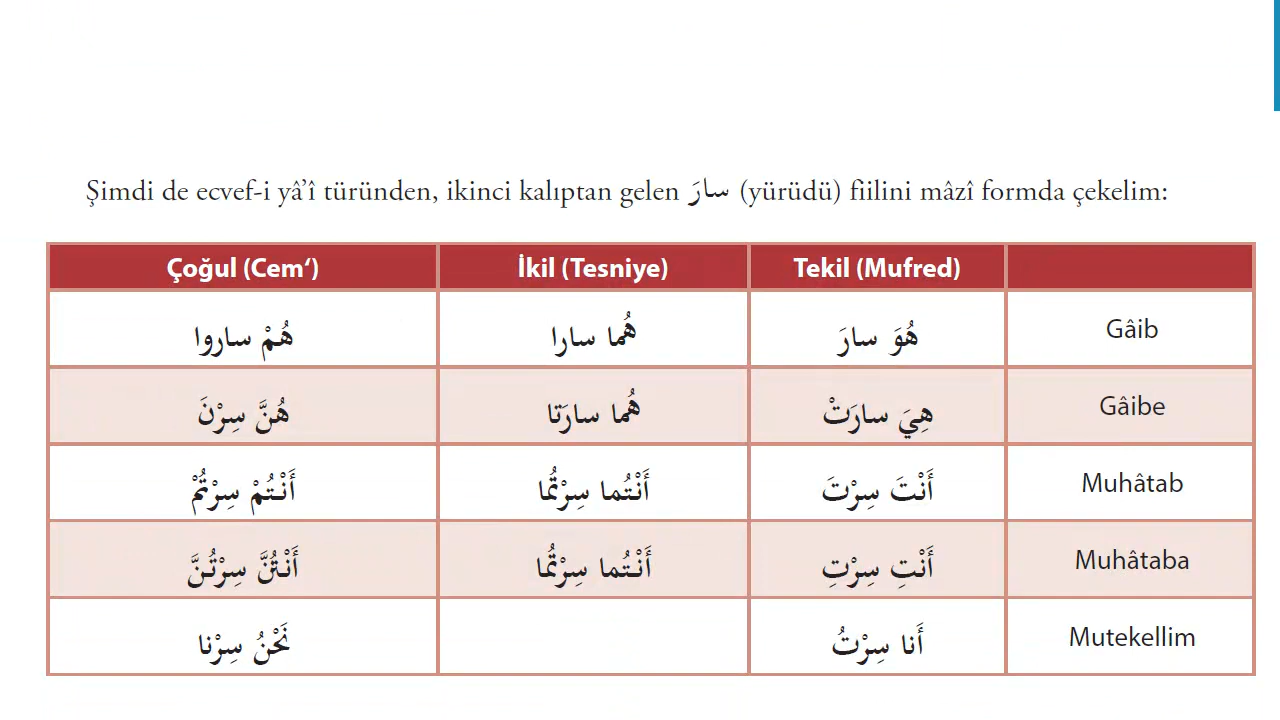 Şimdi de ecvef-i yâ’î türünden, ikinci kalıptan gelen سارَ (yürüdü) fiilini mâzî formda çekelim:
Çoğul (Cem‘) İkil (Tesniye) Tekil (Mufred)
هُمْ ساروا هُما سارا هُوَ سارَ Gâib
هُنَّ سِرْنَ هُما سارَتا هِيَ سارَتْ Gâibe
أَنْتُمْ سِرْتُمْ أَنْتُما سِرْتُما أَنْتَ سِرْتَ Muhâtab
أَنْتُنَّ سِرْتُنَّ أَنْتُما سِرْتُما أَنْتِ سِرْتِ Muhâtaba
نَحْنُ سِرْنا أَنا سِرْتُ Mutekellim